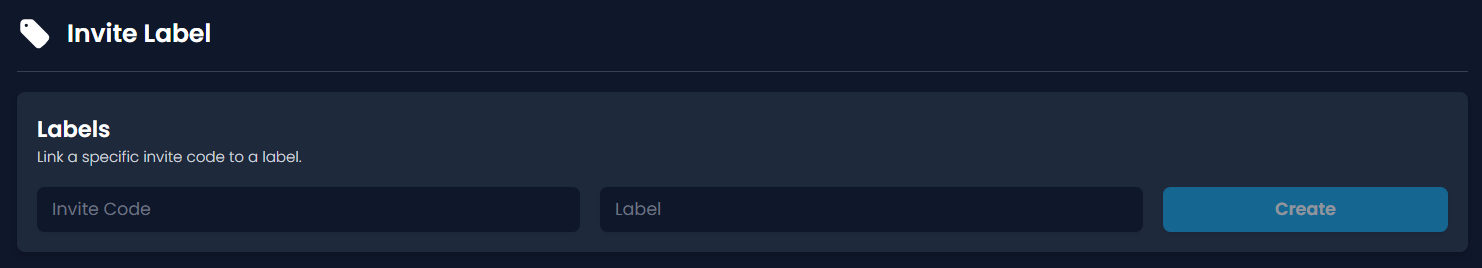 Invite Label
Labels
Link a specific invite code to a label.
Invite Code
Label
Create